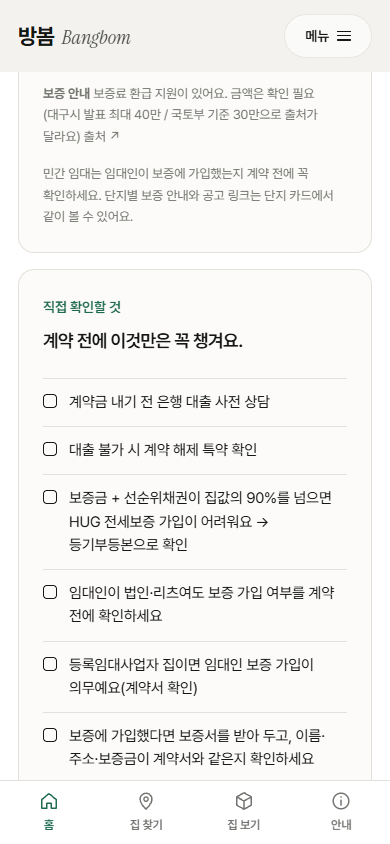 방봄 Bangbom
메뉴
보증 안내 보증료 환급 지원이 있어요. 금액은 확인 필요
(대구시 발표 최대 40만 / 국토부 기준 30만으로 출처가
달라요) 출처 ↗
민간 임대는 임대인이 보증에 가입했는지 계약 전에 꼭
확인하세요. 단지별 보증 안내와 공고 링크는 단지 카드에서
같이 볼 수 있어요.
직접 확인할 것
계약 전에 이것만은 꼭 챙겨요.
계약금 내기 전 은행 대출 사전 상담
대출 불가 시 계약 해제 특약 확인
보증금 + 선순위채권이 집값의 90%를 넘으면
HUG 전세보증 가입이 어려워요 →
등기부등본으로 확인
임대인이 법인·리츠여도 보증 가입 여부를 계약
전에 확인하세요
등록임대사업자 집이면 임대인 보증 가입이
의무예요(계약서 확인)
보증에 가입했다면 보증서를 받아 두고, 이름·
주소·보증금이 계약서와 같은지 확인하세요
홈
집 찾기
집 보기
안내